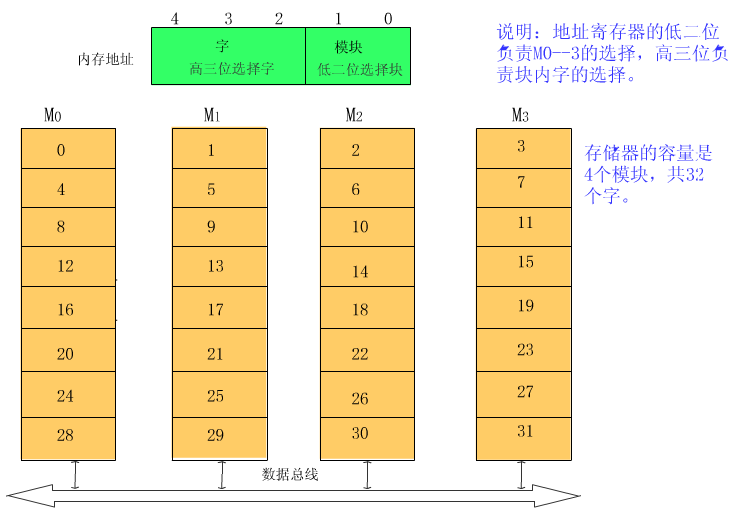 4 3 2 1 0
内存地址
字
高三位选择字
模块
低二位选择块
说明：地址寄存器的低二位
负责M0--3的选择，高三位负
责块内字的选择。
M0 M1 M2 M3
0 1 2 3
4 5 6 7
8 9 10 11
12 13 14 15
16 17 18 19
20 21 22 23
24 25 26 27
28 29 30 31
存储器的容量是
4个模块，共32
个字。
数据总线